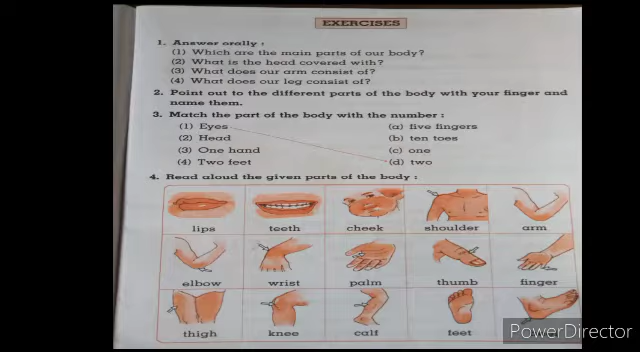 EXERCISES
1. Answer orally :
(1) Which are the main parts of our body?
(2) What is the head covered with?
(3) What does our arm consist of?
(4) What does our leg consist of?
2. Point out to the different parts of the body with your finger and
name them.
3. Match the part of the body with the number :
(1) Eyes (a) five fingers
(2) Head (b) ten toes
(3) One hand (c) one
(4) Two feet (d) two
4. Read aloud the given parts of the body :
lips teeth cheek shoulder arm
elbow wrist palm thumb finger
thigh knee calf feet
PowerDirector